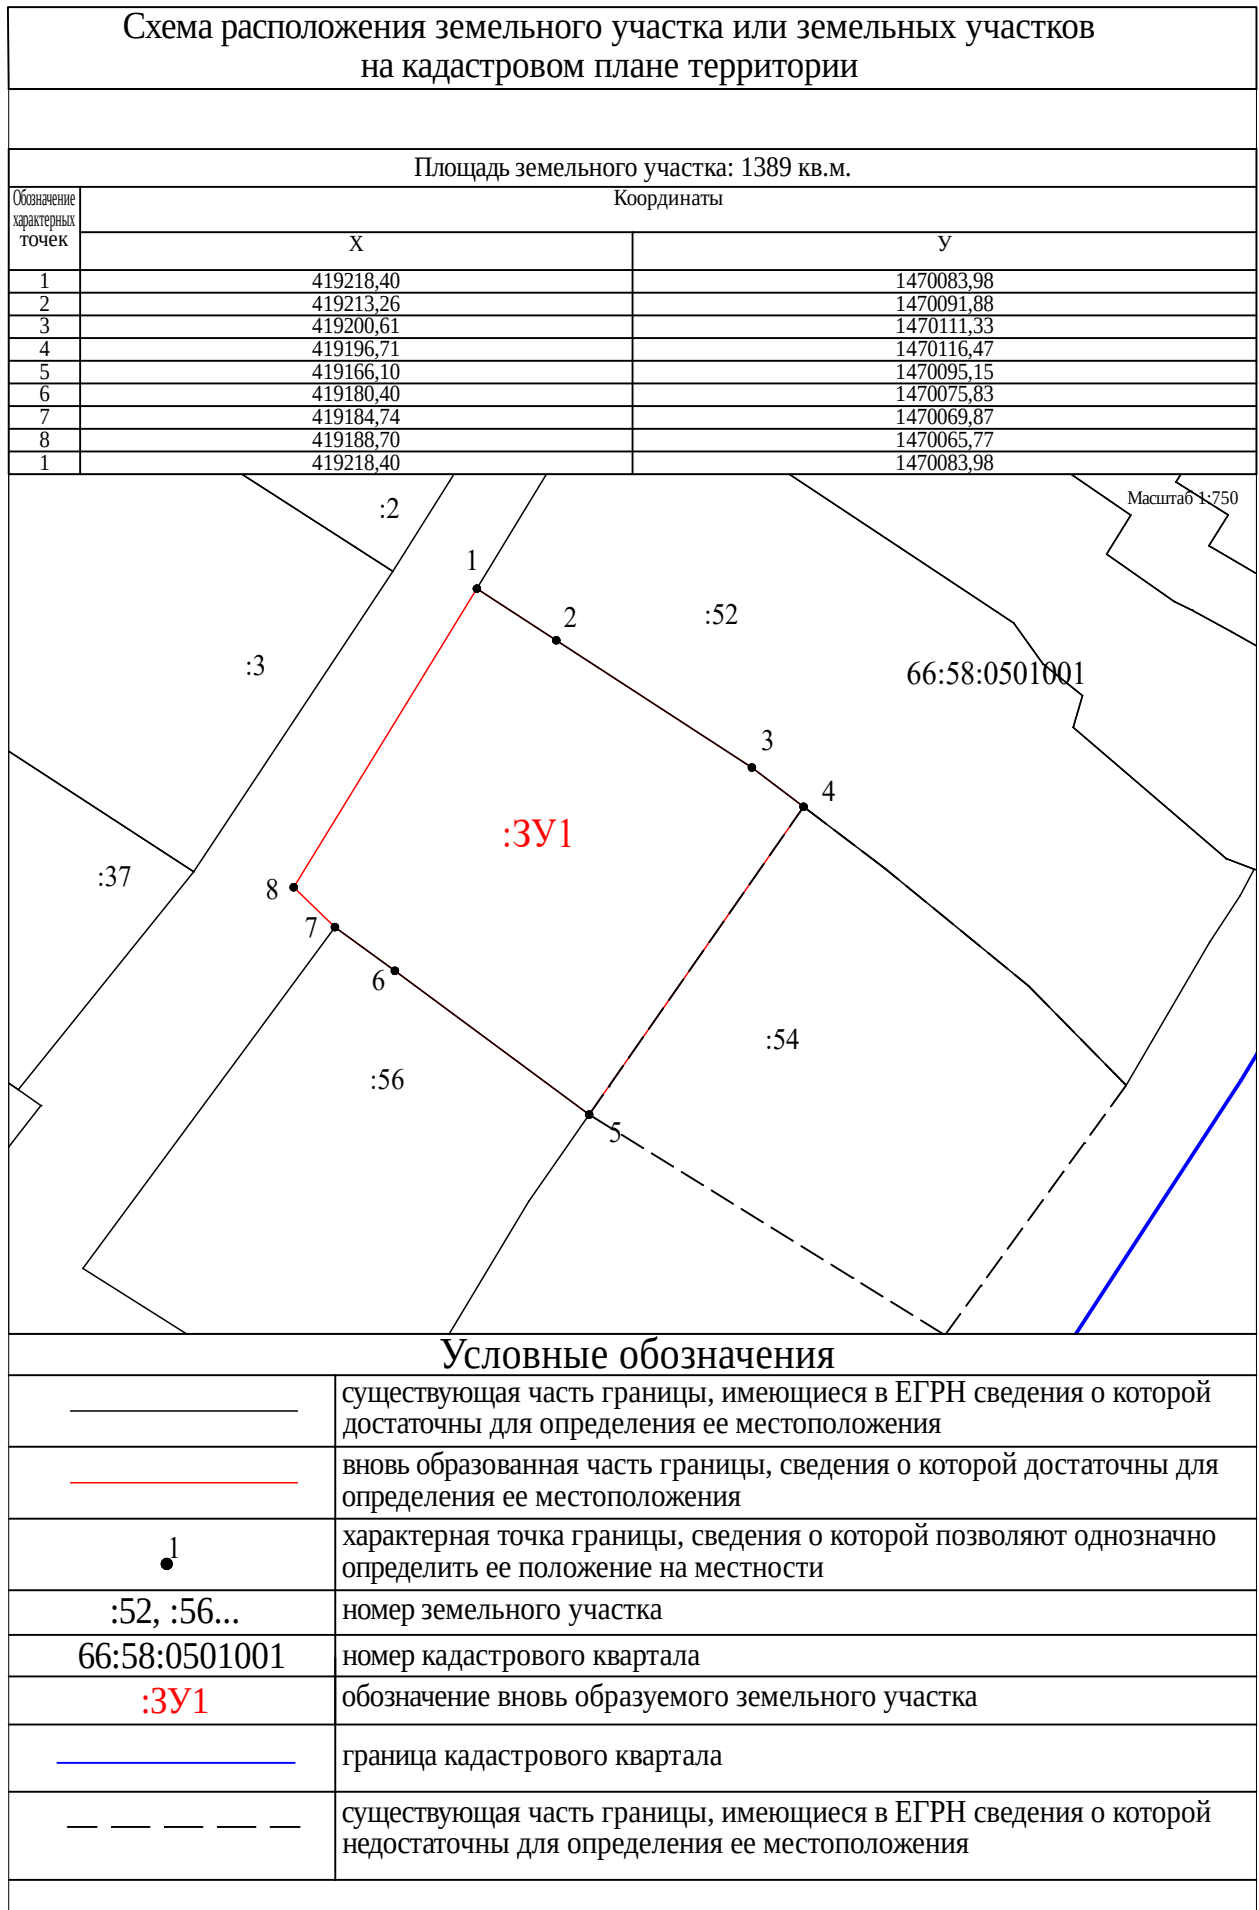 Схема расположения земельного участка или земельных участков
на кадастровом плане территории
Площадь земельного участка: 1389 кв.м.
Обозначение
характерных
точек
Координаты
Х
У
1 419218,40 1470083,98
2 419213,26 1470091,88
3 419200,61 1470111,33
4 419196,71 1470116,47
5 419166,10 1470095,15
6 419180,40 1470075,83
7 419184,74 1470069,87
8 419188,70 1470065,77
1 419218,40 1470083,98
Масштаб 1:750
:2
1
2
:52
:3
66:58:0501001
3
4
:ЗУ1
:37
8
7
6
:54
:56
5
Условные обозначения
существующая часть границы, имеющиеся в ЕГРН сведения о которой
достаточны для определения ее местоположения
вновь образованная часть границы, сведения о которой достаточны для
определения ее местоположения
1
характерная точка границы, сведения о которой позволяют однозначно
определить ее положение на местности
:52, :56... номер земельного участка
66:58:0501001 номер кадастрового квартала
:ЗУ1 обозначение вновь образуемого земельного участка
граница кадастрового квартала
существующая часть границы, имеющиеся в ЕГРН сведения о которой
недостаточны для определения ее местоположения